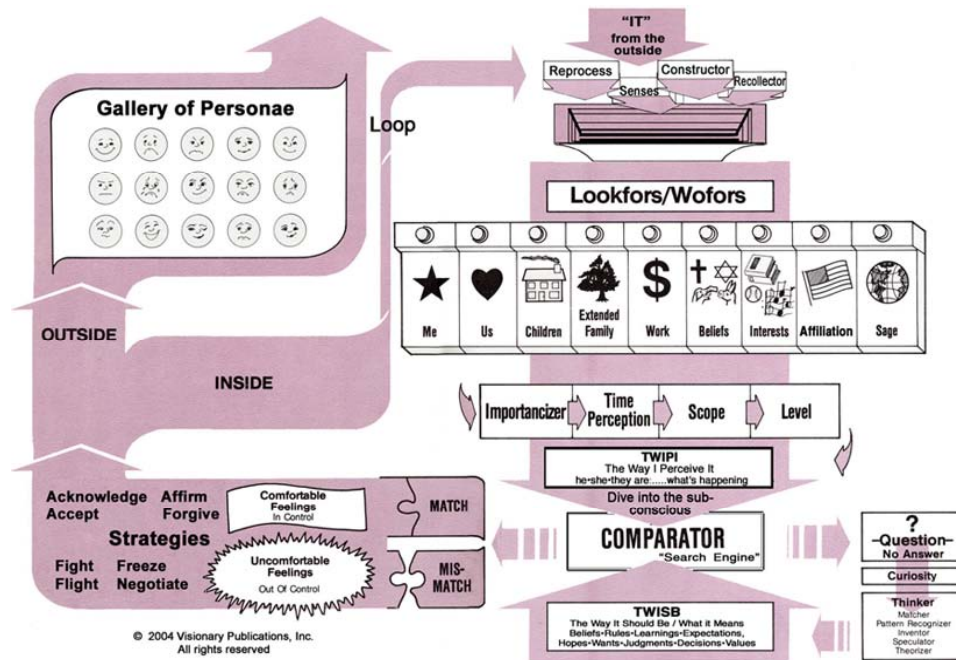 "IT"
from the
outside
Reprocess
Constructor
Senses
Recollector
Gallery of Personae
Loop
Lookfors/Wofors
Me
Us
Children
Extended
Family
$
Work
Beliefs
Interests
Affiliation
Sage
OUTSIDE
INSIDE
Importancizer
Time
Perception
Scope
Level
TWIPI
The Way I Perceive It
he•she•they are.....what's happening
Dive into the sub-
conscious
Acknowledge Affirm
Accept Forgive
Strategies
Fight Freeze
Flight Negotiate
Comfortable
Feelings
In Control
Uncomfortable
Feelings
Out Of Control
MATCH
MIS-
MATCH
COMPARATOR
"Search Engine"
?
–Question–
No Answer
Curiosity
Thinker
Matcher
Pattern Recognizer
Inventor
Speculator
Theorizer
TWISB
The Way It Should Be / What it Means
Beliefs•Rules•Learnings•Expectations,
Hopes•Wants•Judgments•Decisions•Values
© 2004 Visionary Publications, Inc.
All rights reserved